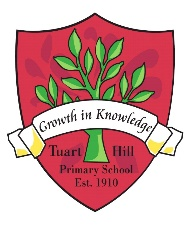 Growth in Knowledge
Tuart Hill
Primary School
Est. 1910